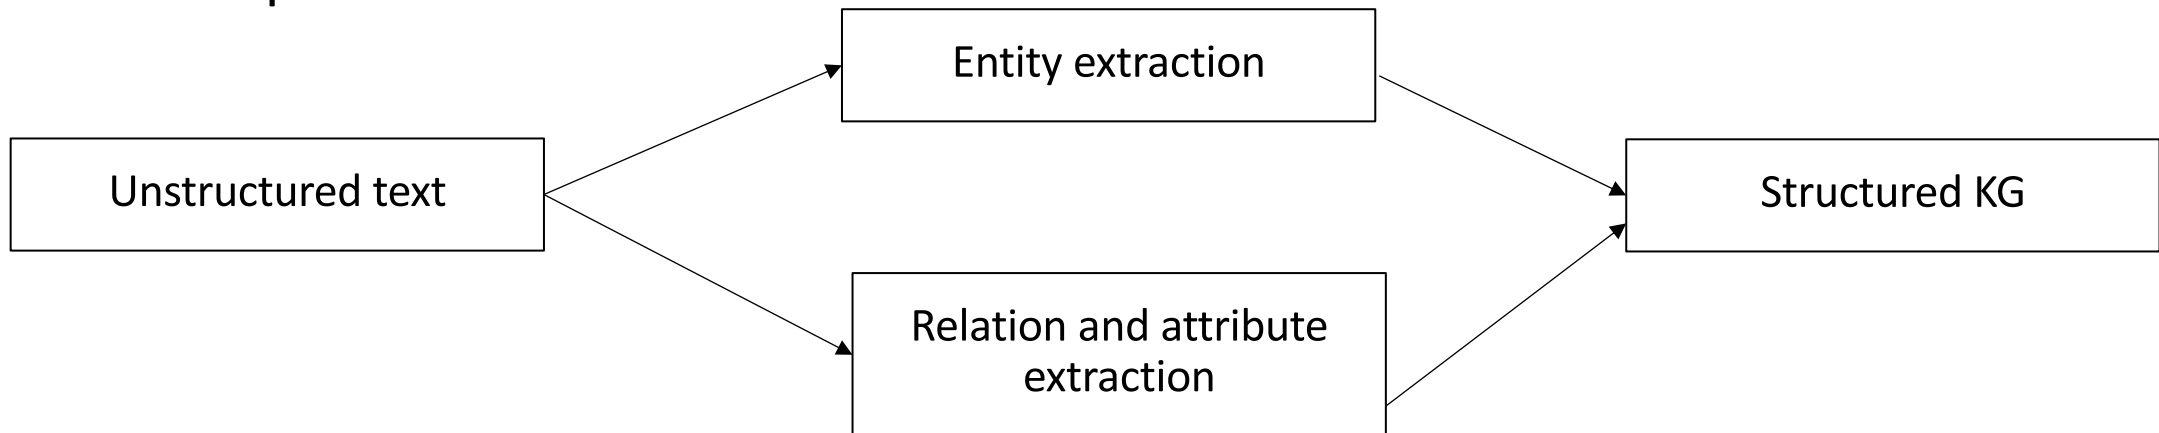 Entity extraction
Unstructured text
Structured KG
Relation and attribute
extraction